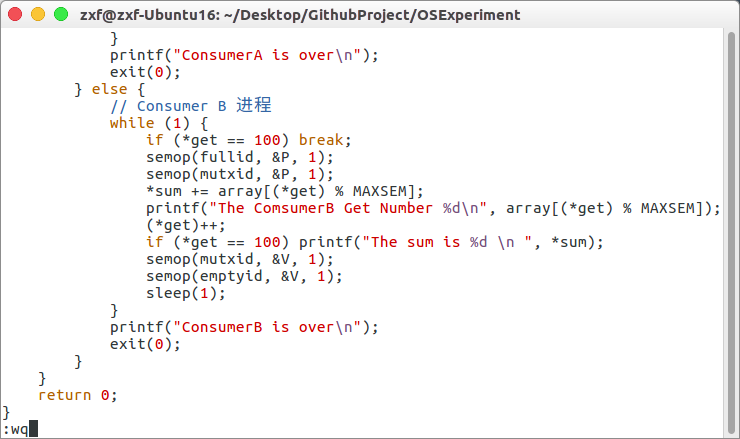 zxf@zxf-Ubuntu16: ~/Desktop/GithubProject/OSExperiment
}
printf("ConsumerA is over\n");
exit(0);
} else {
// Consumer B 进程
while (1) {
if (*get == 100) break;
semop(fullid, &P, 1);
semop(mutxid, &P, 1);
*sum += array[(*get) % MAXSEM];
printf("The ComsumerB Get Number %d\n", array[(*get) % MAXSEM]);
(*get)++;
if (*get == 100) printf("The sum is %d \n ", *sum);
semop(mutxid, &V, 1);
semop(emptyid, &V, 1);
sleep(1);
}
printf("ConsumerB is over\n");
exit(0);
}
}
return 0;
}
:wq